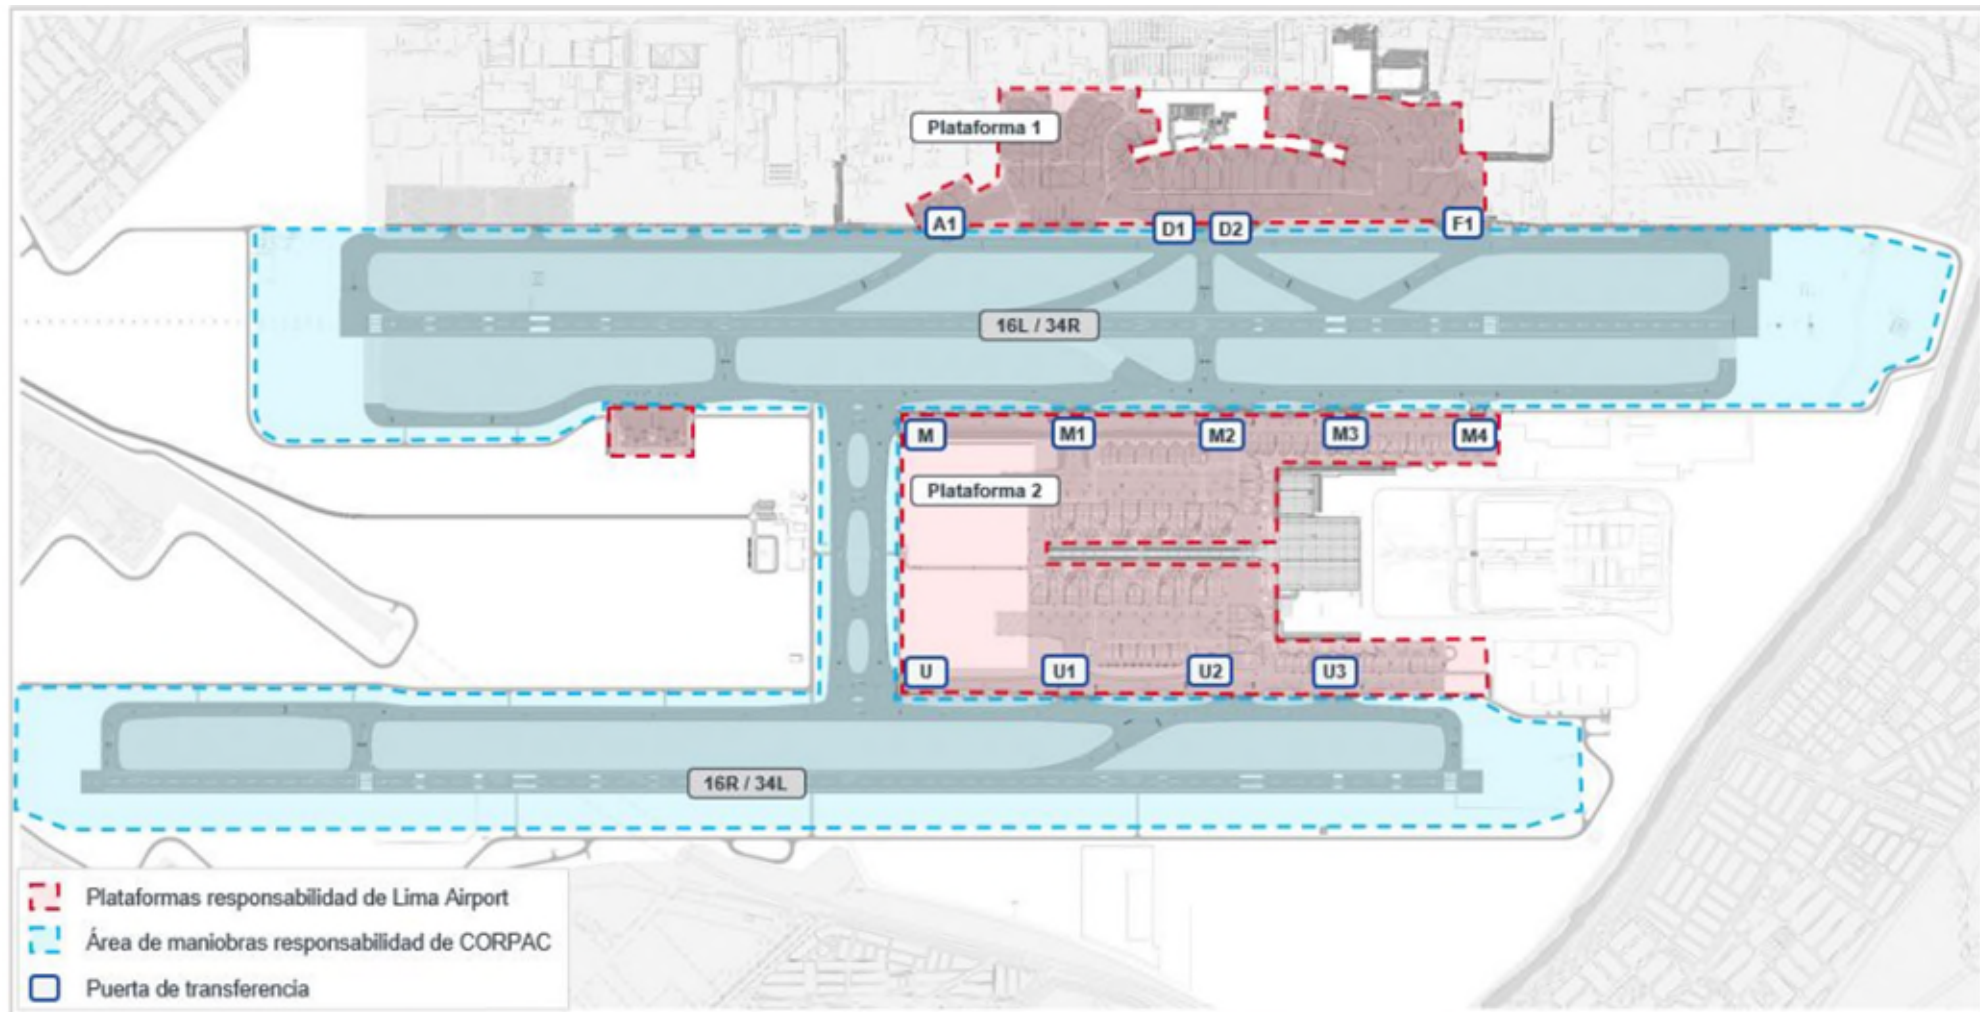 Plataforma 1
A1
D1
D2
F1
16L / 34R
M
M1
M2
M3
M4
Plataforma 2
U
U1
U2
U3
16R / 34L
Plataformas responsabilidad de Lima Airport
Área de maniobras responsabilidad de CORPAC
Puerta de transferencia